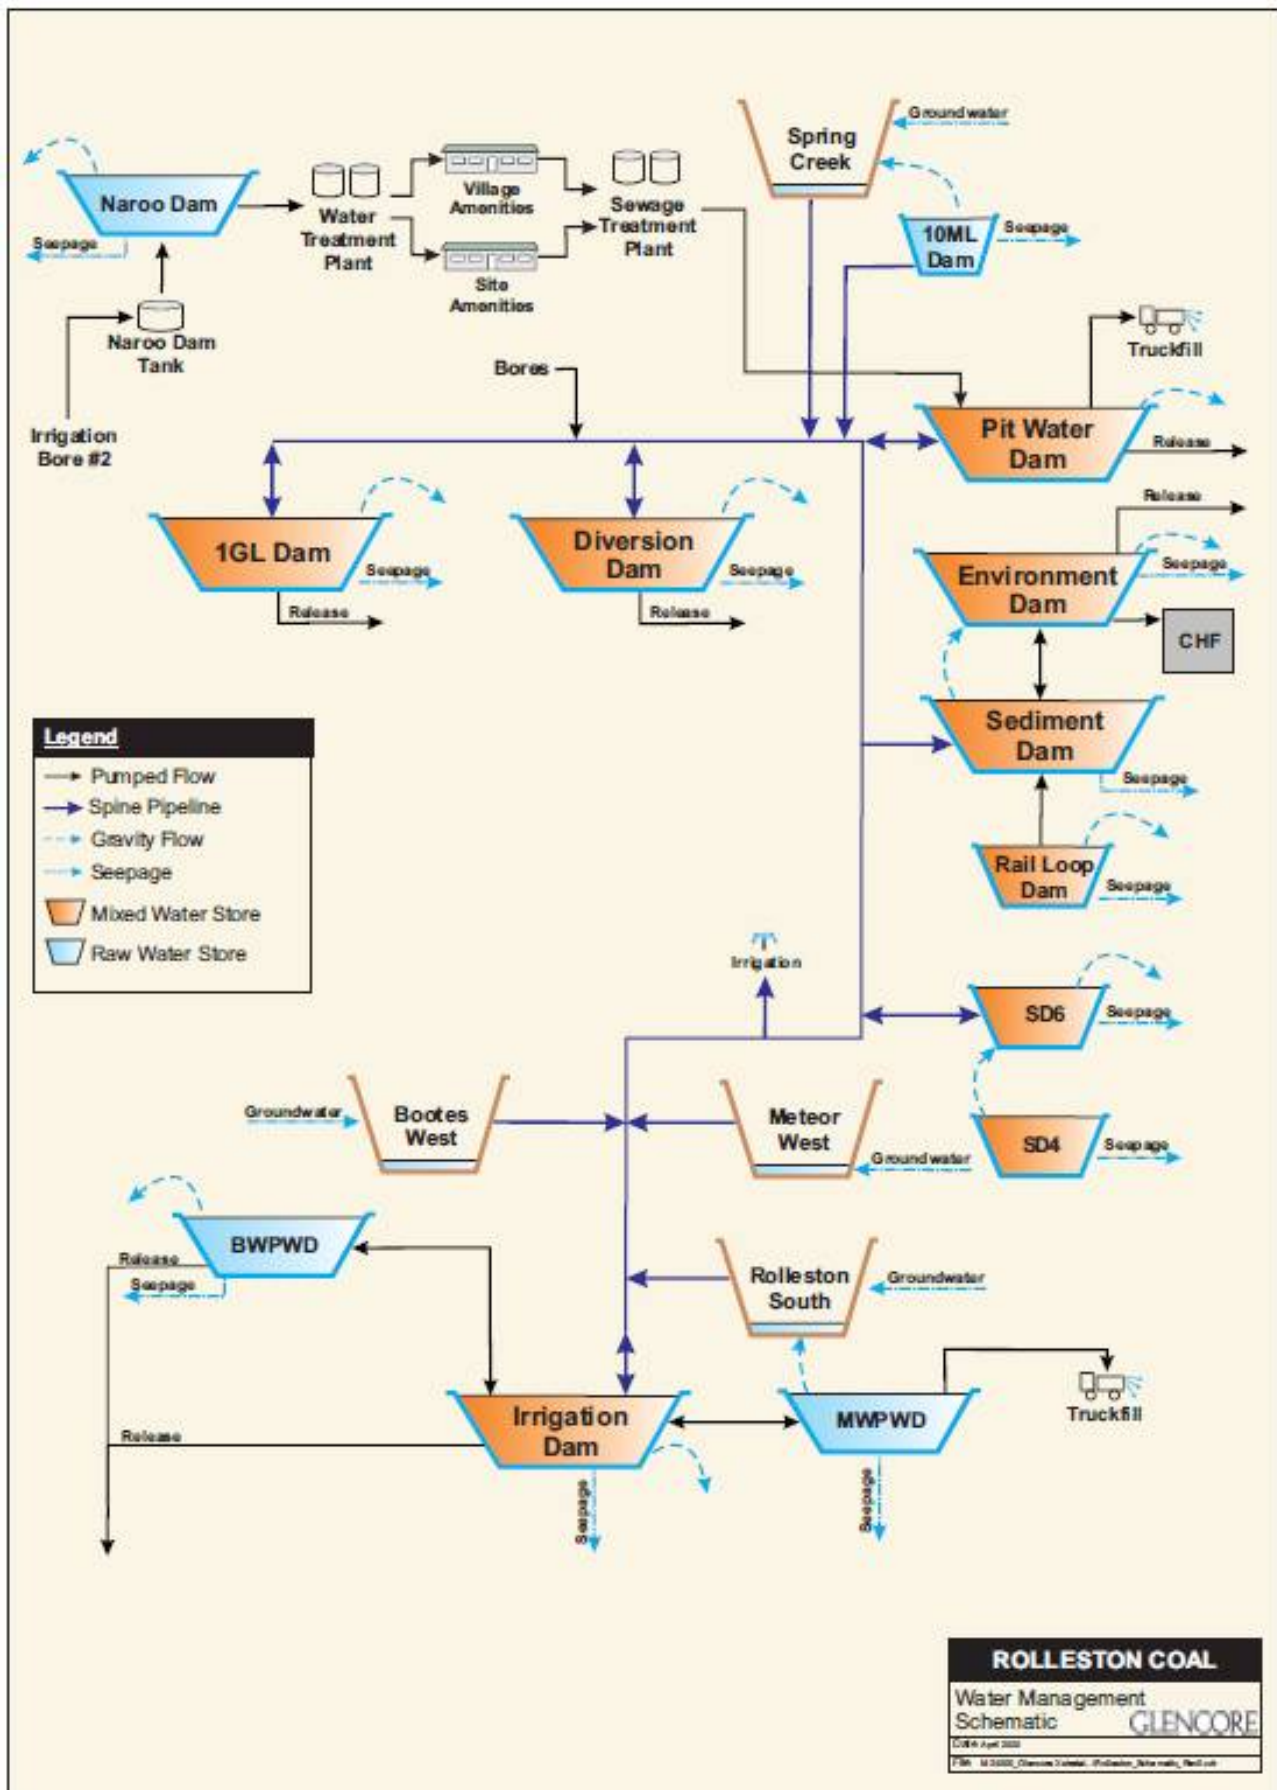 Groundwater
Spring
Creek
Naroo Dam
Seepage
Water
Treatment
Plant
Village
Amenities
Site
Amenities
Sewage
Treatment
Plant
10ML
Dam
Seepage
Naroo Dam
Tank
Irrigation
Bore #2
Bores
Truckfill
Pit Water
Dam
Release
1GL Dam
Seepage
Release
Diversion
Dam
Seepage
Release
Release
Environment
Dam
Seepage
CHF
Sediment
Dam
Seepage
Rail Loop
Dam
Seepage
Legend
Pumped Flow
Spine Pipeline
Gravity Flow
Seepage
Mixed Water Store
Raw Water Store
Irrigation
SD6
Seepage
SD4
Seepage
Groundwater
Bootes
West
Meteor
West
Groundwater
BWPWD
Release
Seepage
Rolleston
South
Groundwater
Irrigation
Dam
Release
Seepage
MWPWD
Seepage
Truckfill
ROLLESTON COAL
Water Management
Schematic
GLENCORE